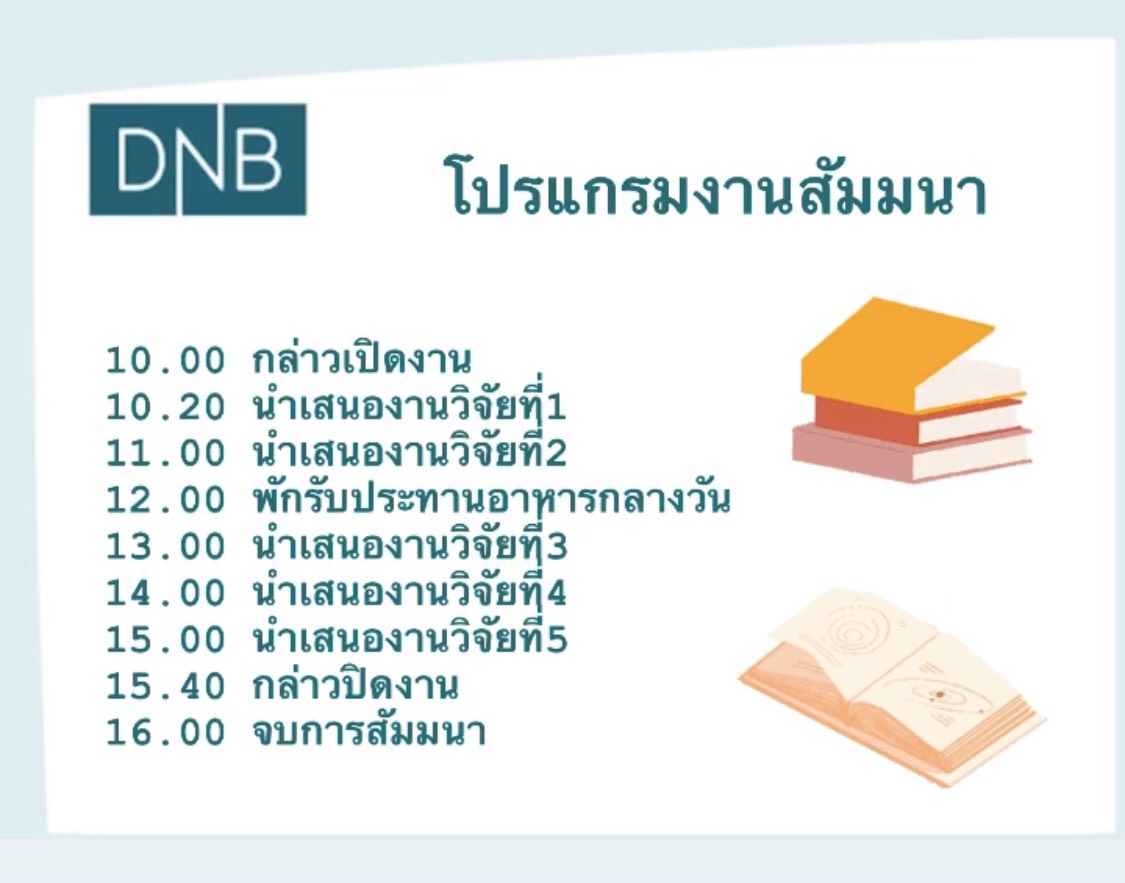 DNB
โปรแกรมงานสัมมนา
10.00 กล่าวเปิดงาน
10.20 นำเสนองานวิจัยที่1
11.00 นำเสนองานวิจัยที่2
12.00 พักรับประทานอาหารกลางวัน
13.00 นำเสนองานวิจัยที่3
14.00 นำเสนองานวิจัยที่4
15.00 นำเสนองานวิจัยที่5
15.40 กล่าวปิดงาน
16.00 จบการสัมมนา